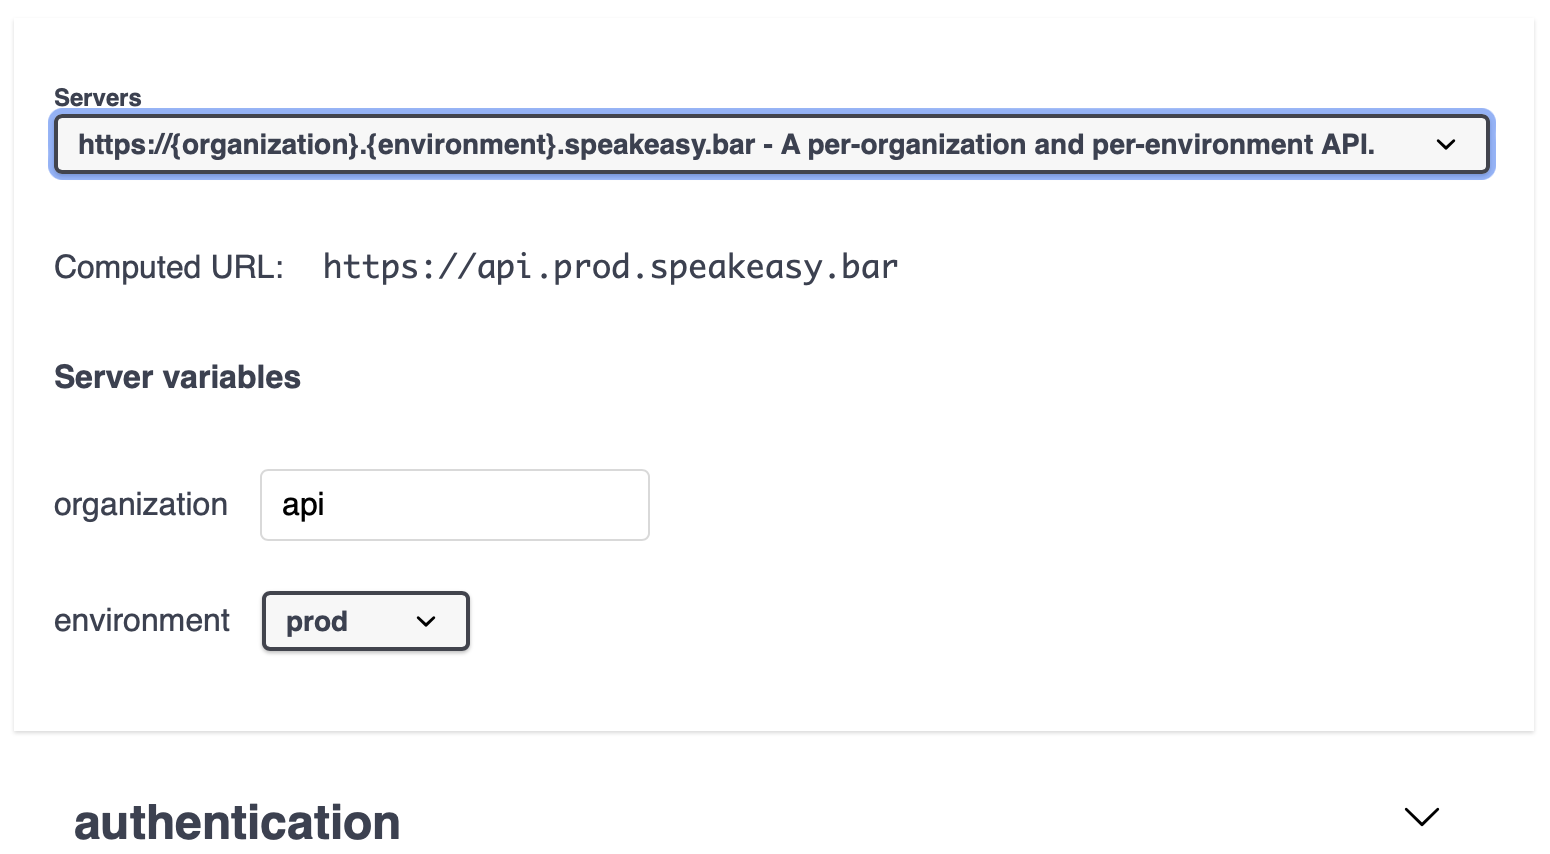 Servers
https://{organization}.{environment}.speakeasy.bar - A per-organization and per-environment API.
Computed URL: https://api.prod.speakeasy.bar
Server variables
organization api
environment prod
authentication